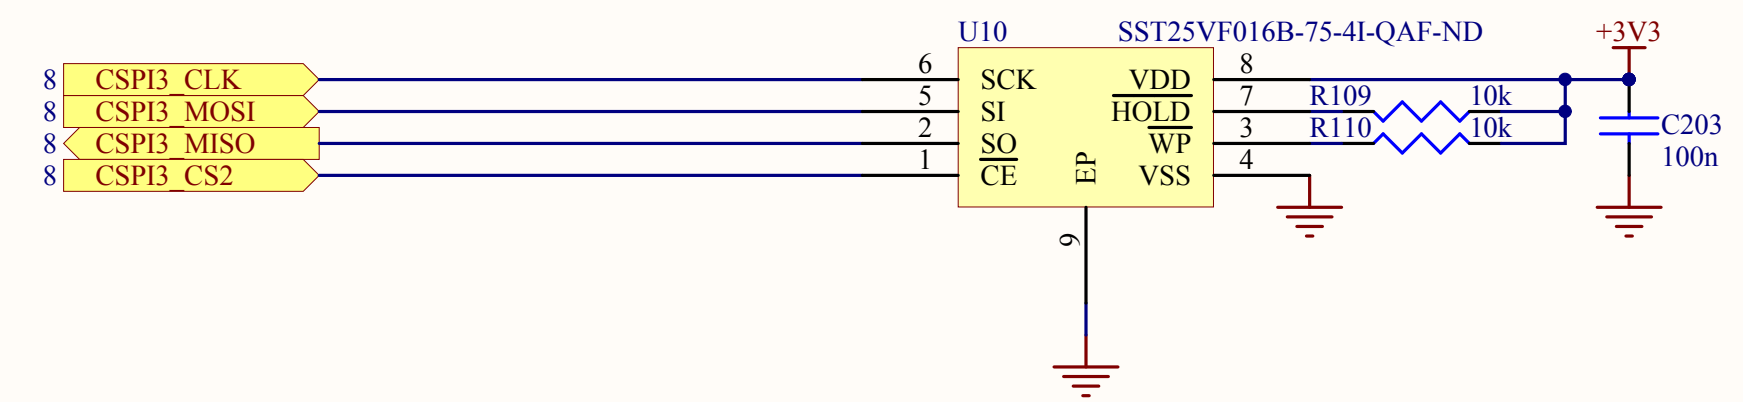 U10 SST25VF016B-75-4I-QAF-ND +3V3
8 CSPI3_CLK 6 SCK VDD 8
8 CSPI3_MOSI 5 SI HOLD 7 R109 10k
8 CSPI3_MISO 2 SO WP 3 R110 10k C203
8 CSPI3_CS2 1 CE EP VSS 4 100n
9